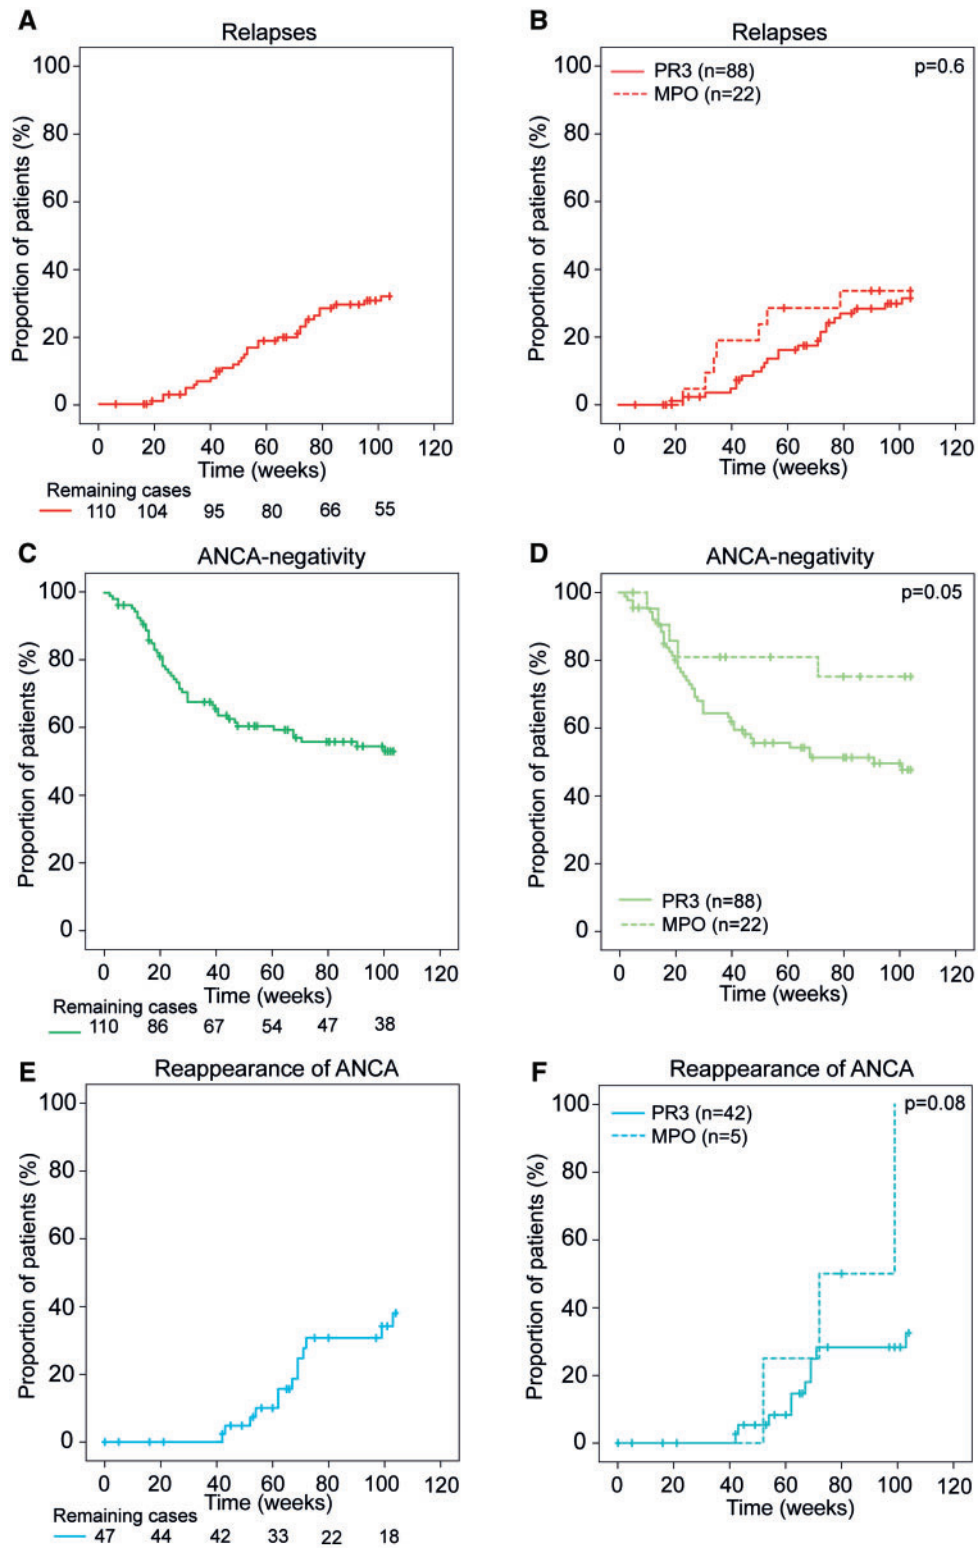 A
Relapses
Proportion of patients (%)
100
80
60
40
20
0
0 20 40 60 80 100 120
Time (weeks)
Remaining cases
110 104 95 80 66 55
B
Relapses
Proportion of patients (%)
PR3 (n=88)
MPO (n=22)
p=0.6
100
80
60
40
20
0
0 20 40 60 80 100 120
Time (weeks)
C
ANCA-negativity
Proportion of patients (%)
100
80
60
40
20
0
0 20 40 60 80 100 120
Time (weeks)
Remaining cases
110 86 67 54 47 38
D
ANCA-negativity
Proportion of patients (%)
p=0.05
100
80
60
40
20
0
PR3 (n=88)
MPO (n=22)
0 20 40 60 80 100 120
Time (weeks)
E
Reappearance of ANCA
Proportion of patients (%)
100
80
60
40
20
0
0 20 40 60 80 100 120
Time (weeks)
Remaining cases
47 44 42 33 22 18
F
Reappearance of ANCA
Proportion of patients (%)
PR3 (n=42)
MPO (n=5)
p=0.08
100
80
60
40
20
0
0 20 40 60 80 100 120
Time (weeks)